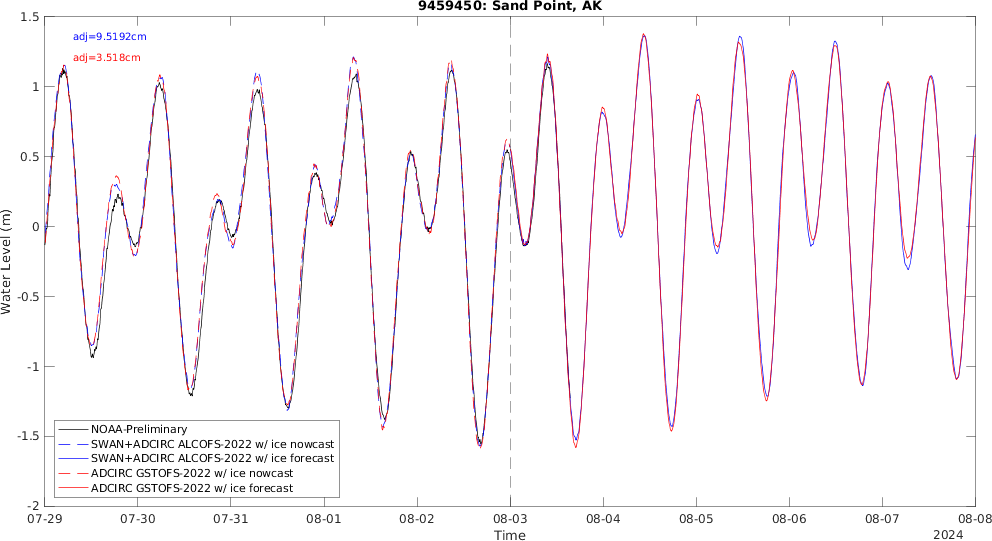 9459450: Sand Point, AK
adj=9.5192cm
adj=3.518cm
Water Level (m)
1.5
1
0.5
0
-0.5
-1
-1.5
-2
NOAA-Preliminary
SWAN+ADCIRC ALCOFS-2022 w/ ice nowcast
SWAN+ADCIRC ALCOFS-2022 w/ ice forecast
ADCIRC GSTOFS-2022 w/ ice nowcast
ADCIRC GSTOFS-2022 w/ ice forecast
07-29 07-30 07-31 08-01 08-02 08-03 08-04 08-05 08-06 08-07 08-08
Time
2024